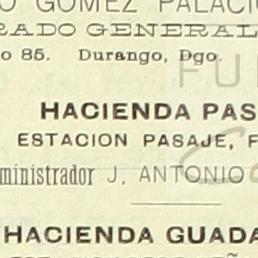 O GOMEZ PALACIO
RADO GENERAL
o 85. Durango, Dgo.
HACIENDA PAS
ESTACION PASAJE, F
ministrador J. ANTONIO
HACIENDA GUADA